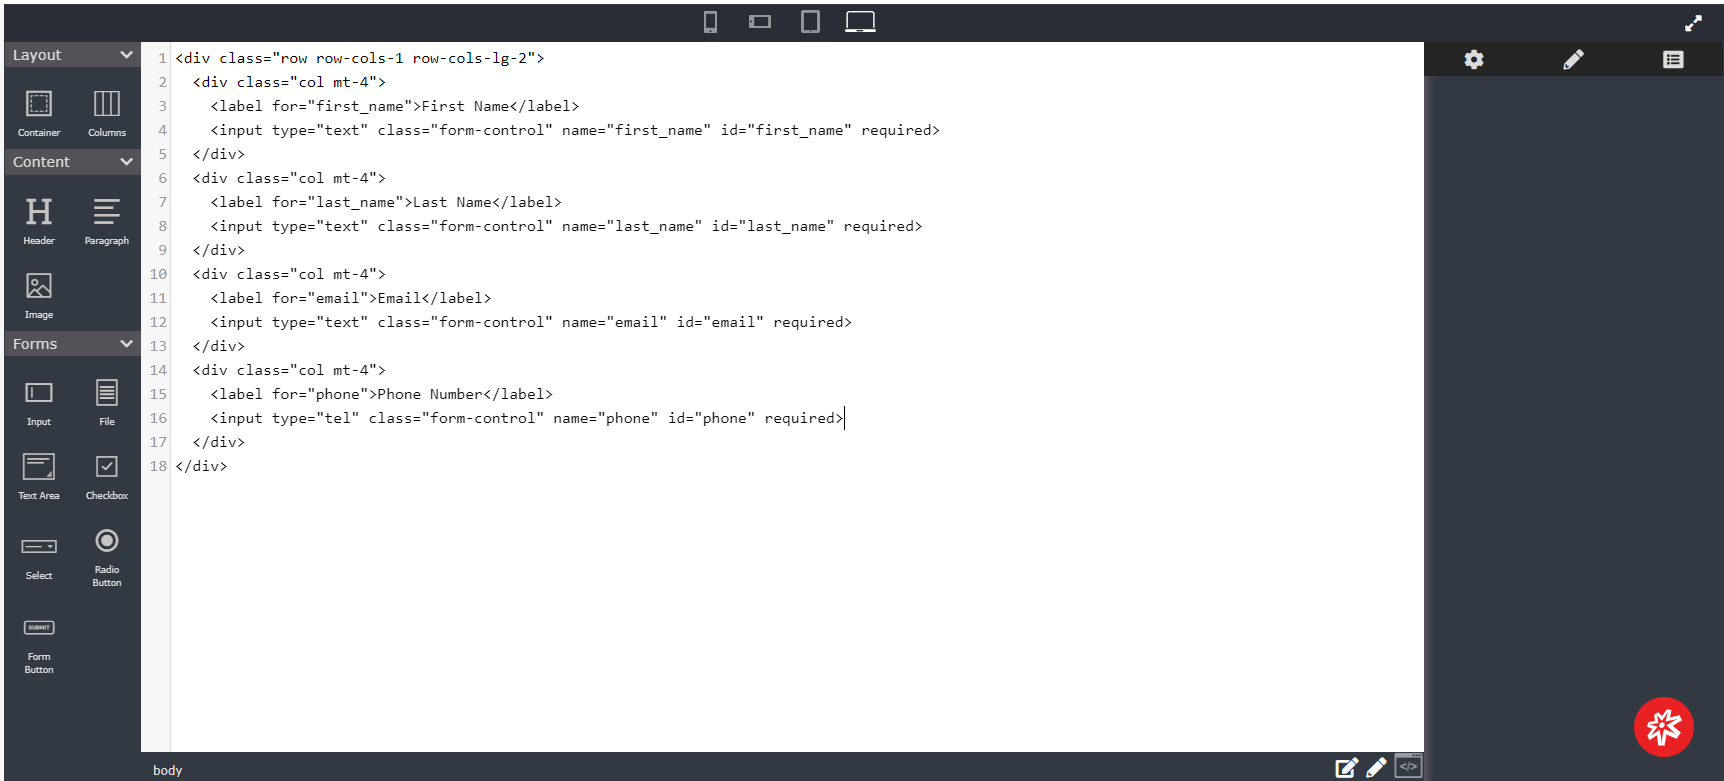 Layout
Container
Columns
Content
Header
Paragraph
Image
Forms
Input
File
Text Area
Checkbox
Select
Radio
Button
SUBMIT
Form
Button
1 <div class="row row-cols-1 row-cols-lg-2">
2   <div class="col mt-4">
3     <label for="first_name">First Name</label>
4     <input type="text" class="form-control" name="first_name" id="first_name" required>
5   </div>
6   <div class="col mt-4">
7     <label for="last_name">Last Name</label>
8     <input type="text" class="form-control" name="last_name" id="last_name" required>
9   </div>
10   <div class="col mt-4">
11     <label for="email">Email</label>
12     <input type="text" class="form-control" name="email" id="email" required>
13   </div>
14   <div class="col mt-4">
15     <label for="phone">Phone Number</label>
16     <input type="tel" class="form-control" name="phone" id="phone" required>
17   </div>
18 </div>
body
</>